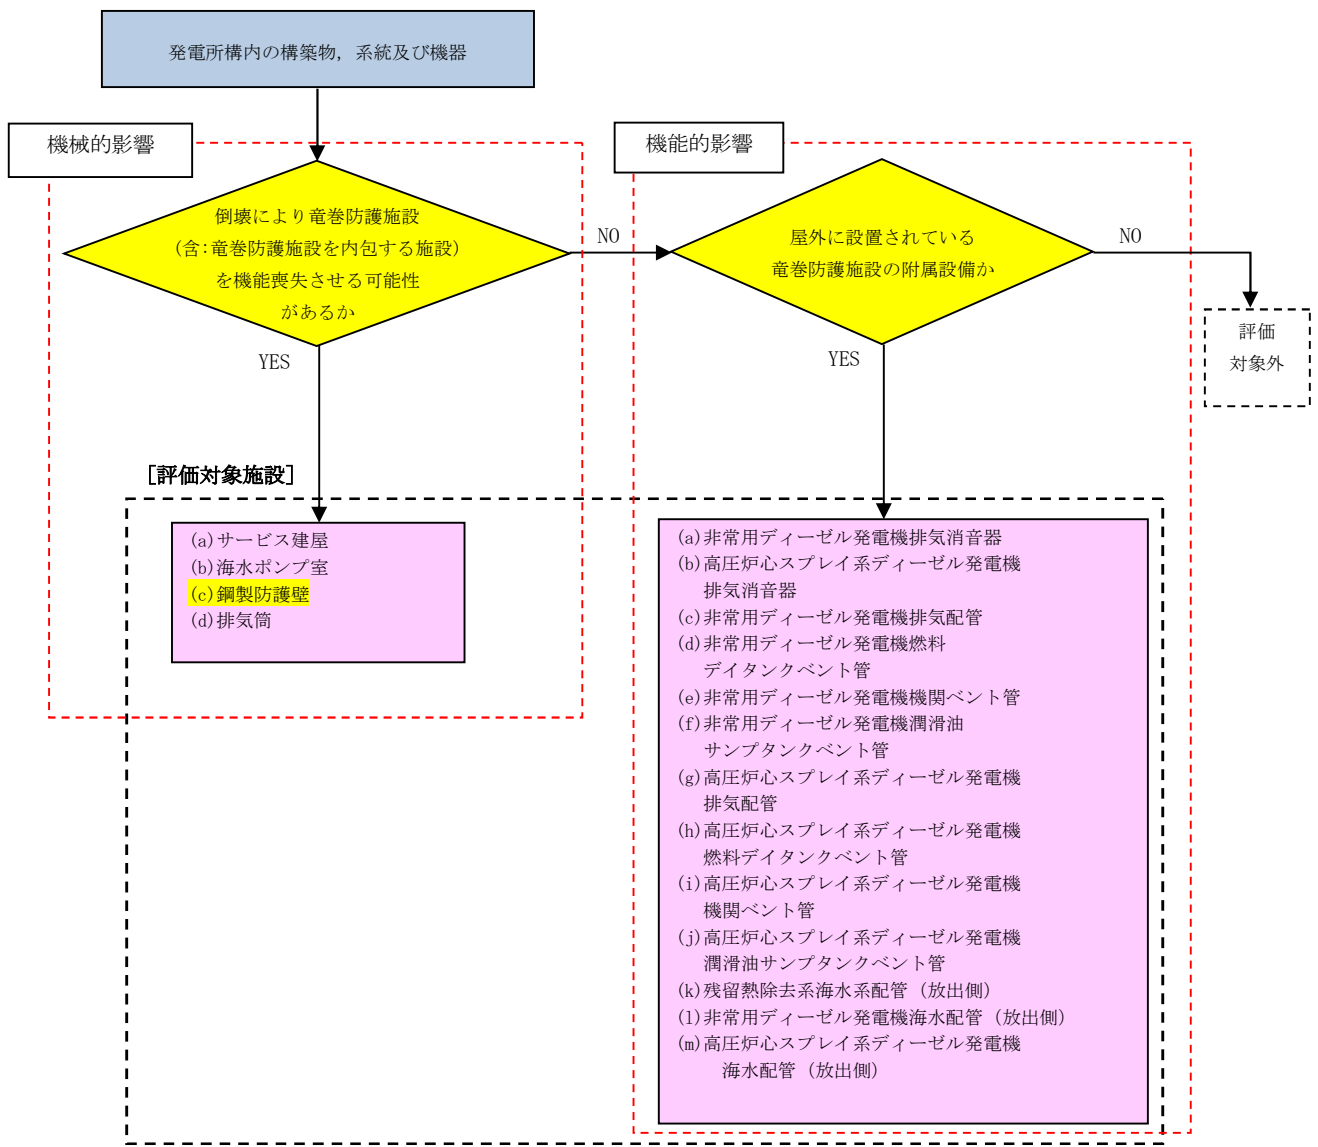 発電所構内の構築物，系統及び機器
機械的影響
倒壊により竜巻防護施設
(含:竜巻防護施設を内包する施設)
を機能喪失させる可能性
があるか
NO
YES
機能的影響
屋外に設置されている
竜巻防護施設の附属設備か
NO
YES
評価
対象外
[評価対象施設]
(a)サービス建屋
(b)海水ポンプ室
(c)鋼製防護壁
(d)排気筒
(a)非常用ディーゼル発電機排気消音器
(b)高圧炉心スプレイ系ディーゼル発電機
排気消音器
(c)非常用ディーゼル発電機排気配管
(d)非常用ディーゼル発電機燃料
デイタンクベント管
(e)非常用ディーゼル発電機機関ベント管
(f)非常用ディーゼル発電機潤滑油
サンプタンクベント管
(g)高圧炉心スプレイ系ディーゼル発電機
排気配管
(h)高圧炉心スプレイ系ディーゼル発電機
燃料デイタンクベント管
(i)高圧炉心スプレイ系ディーゼル発電機
機関ベント管
(j)高圧炉心スプレイ系ディーゼル発電機
潤滑油サンプタンクベント管
(k)残留熱除去系海水系配管（放出側）
(l)非常用ディーゼル発電機海水配管（放出側）
(m)高圧炉心スプレイ系ディーゼル発電機
海水配管（放出側）